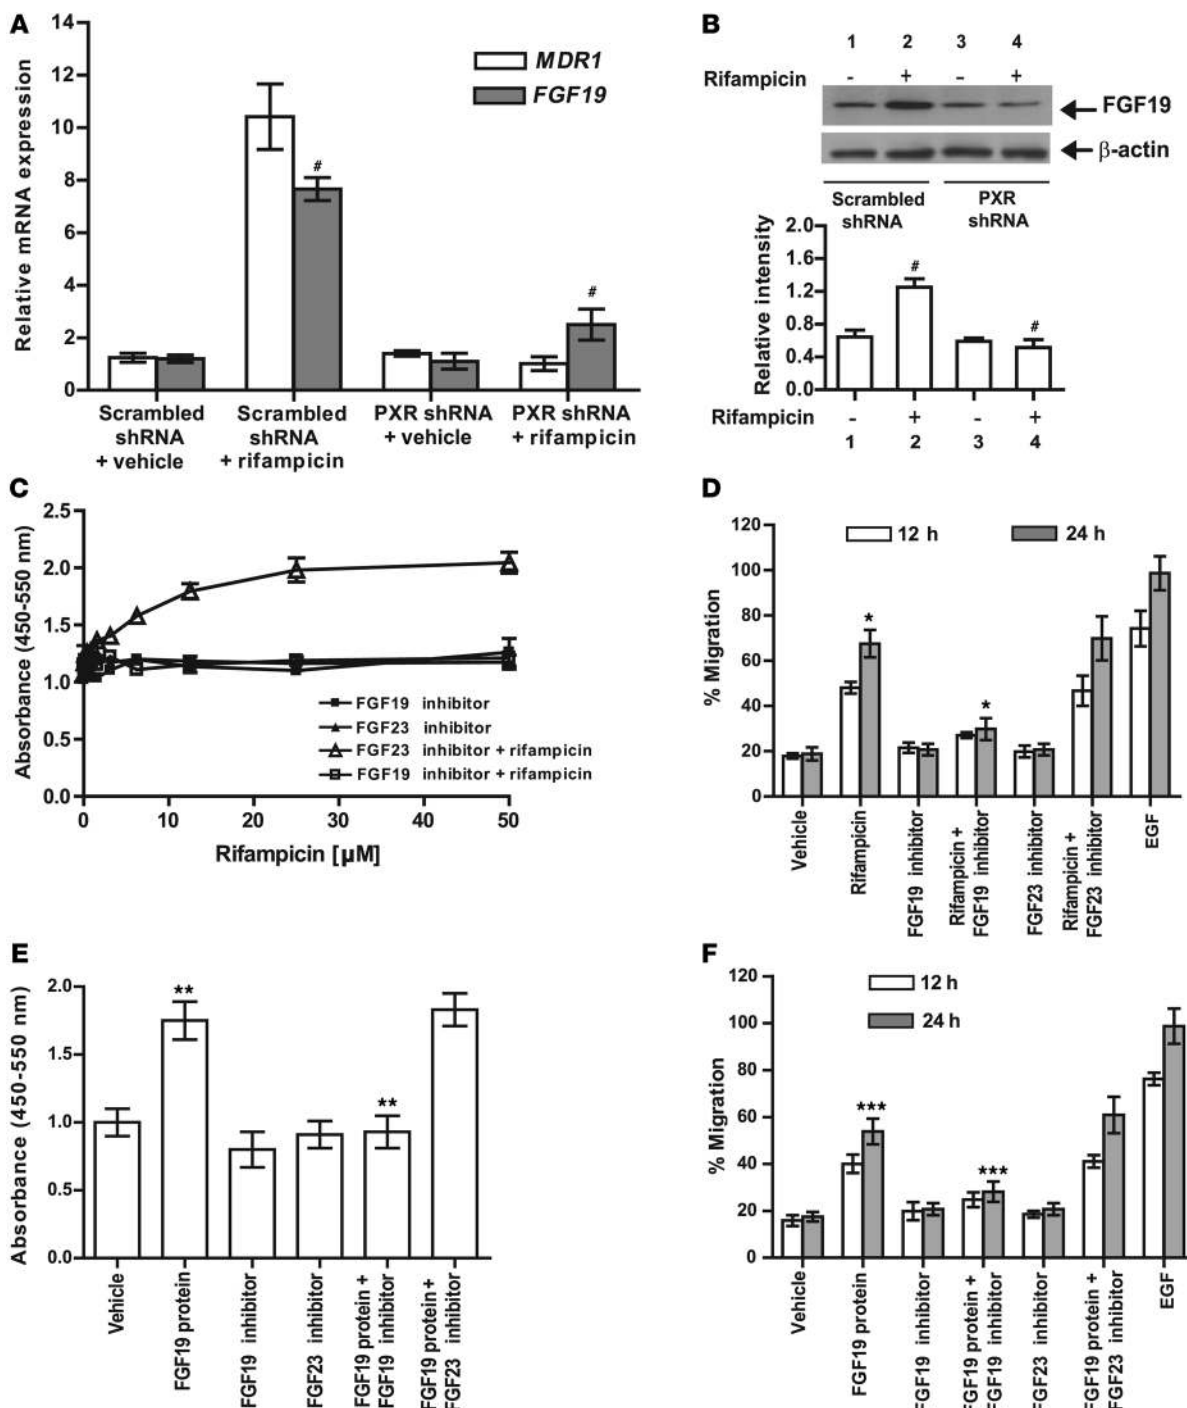 A
14
12
10
8
6
4
2
0
Relative mRNA expression
MDR1
FGF19
#
#
Scrambled shRNA + vehicle
Scrambled shRNA + rifampicin
PXR shRNA + vehicle
PXR shRNA + rifampicin
B
1 2 3 4
Rifampicin - + - +
FGF19
β-actin
Scrambled shRNA
PXR shRNA
Relative intensity
2.0
1.6
1.2
0.8
0.4
0.0
#
#
Rifampicin - + - +
1 2 3 4
C
Absorbance (450-550 nm)
2.5
2.0
1.5
1.0
0.5
0.0
FGF19 inhibitor
FGF23 inhibitor
FGF23 inhibitor + rifampicin
FGF19 inhibitor + rifampicin
0 10 20 30 40 50
Rifampicin [µM]
D
% Migration
120
100
80
60
40
20
0
12 h
24 h
*
*
Vehicle
Rifampicin
FGF19 inhibitor
Rifampicin + FGF19 inhibitor
FGF23 inhibitor
Rifampicin + FGF23 inhibitor
EGF
E
Absorbance (450-550 nm)
2.0
1.5
1.0
0.5
0.0
**
**
Vehicle
FGF19 protein
FGF19 inhibitor
FGF23 inhibitor
FGF19 protein + FGF19 inhibitor
FGF19 protein + FGF23 inhibitor
F
% Migration
120
100
80
60
40
20
0
12 h
24 h
***
***
Vehicle
FGF19 protein
FGF19 inhibitor
FGF19 protein + FGF19 inhibitor
FGF23 inhibitor
FGF19 protein + FGF23 inhibitor
EGF